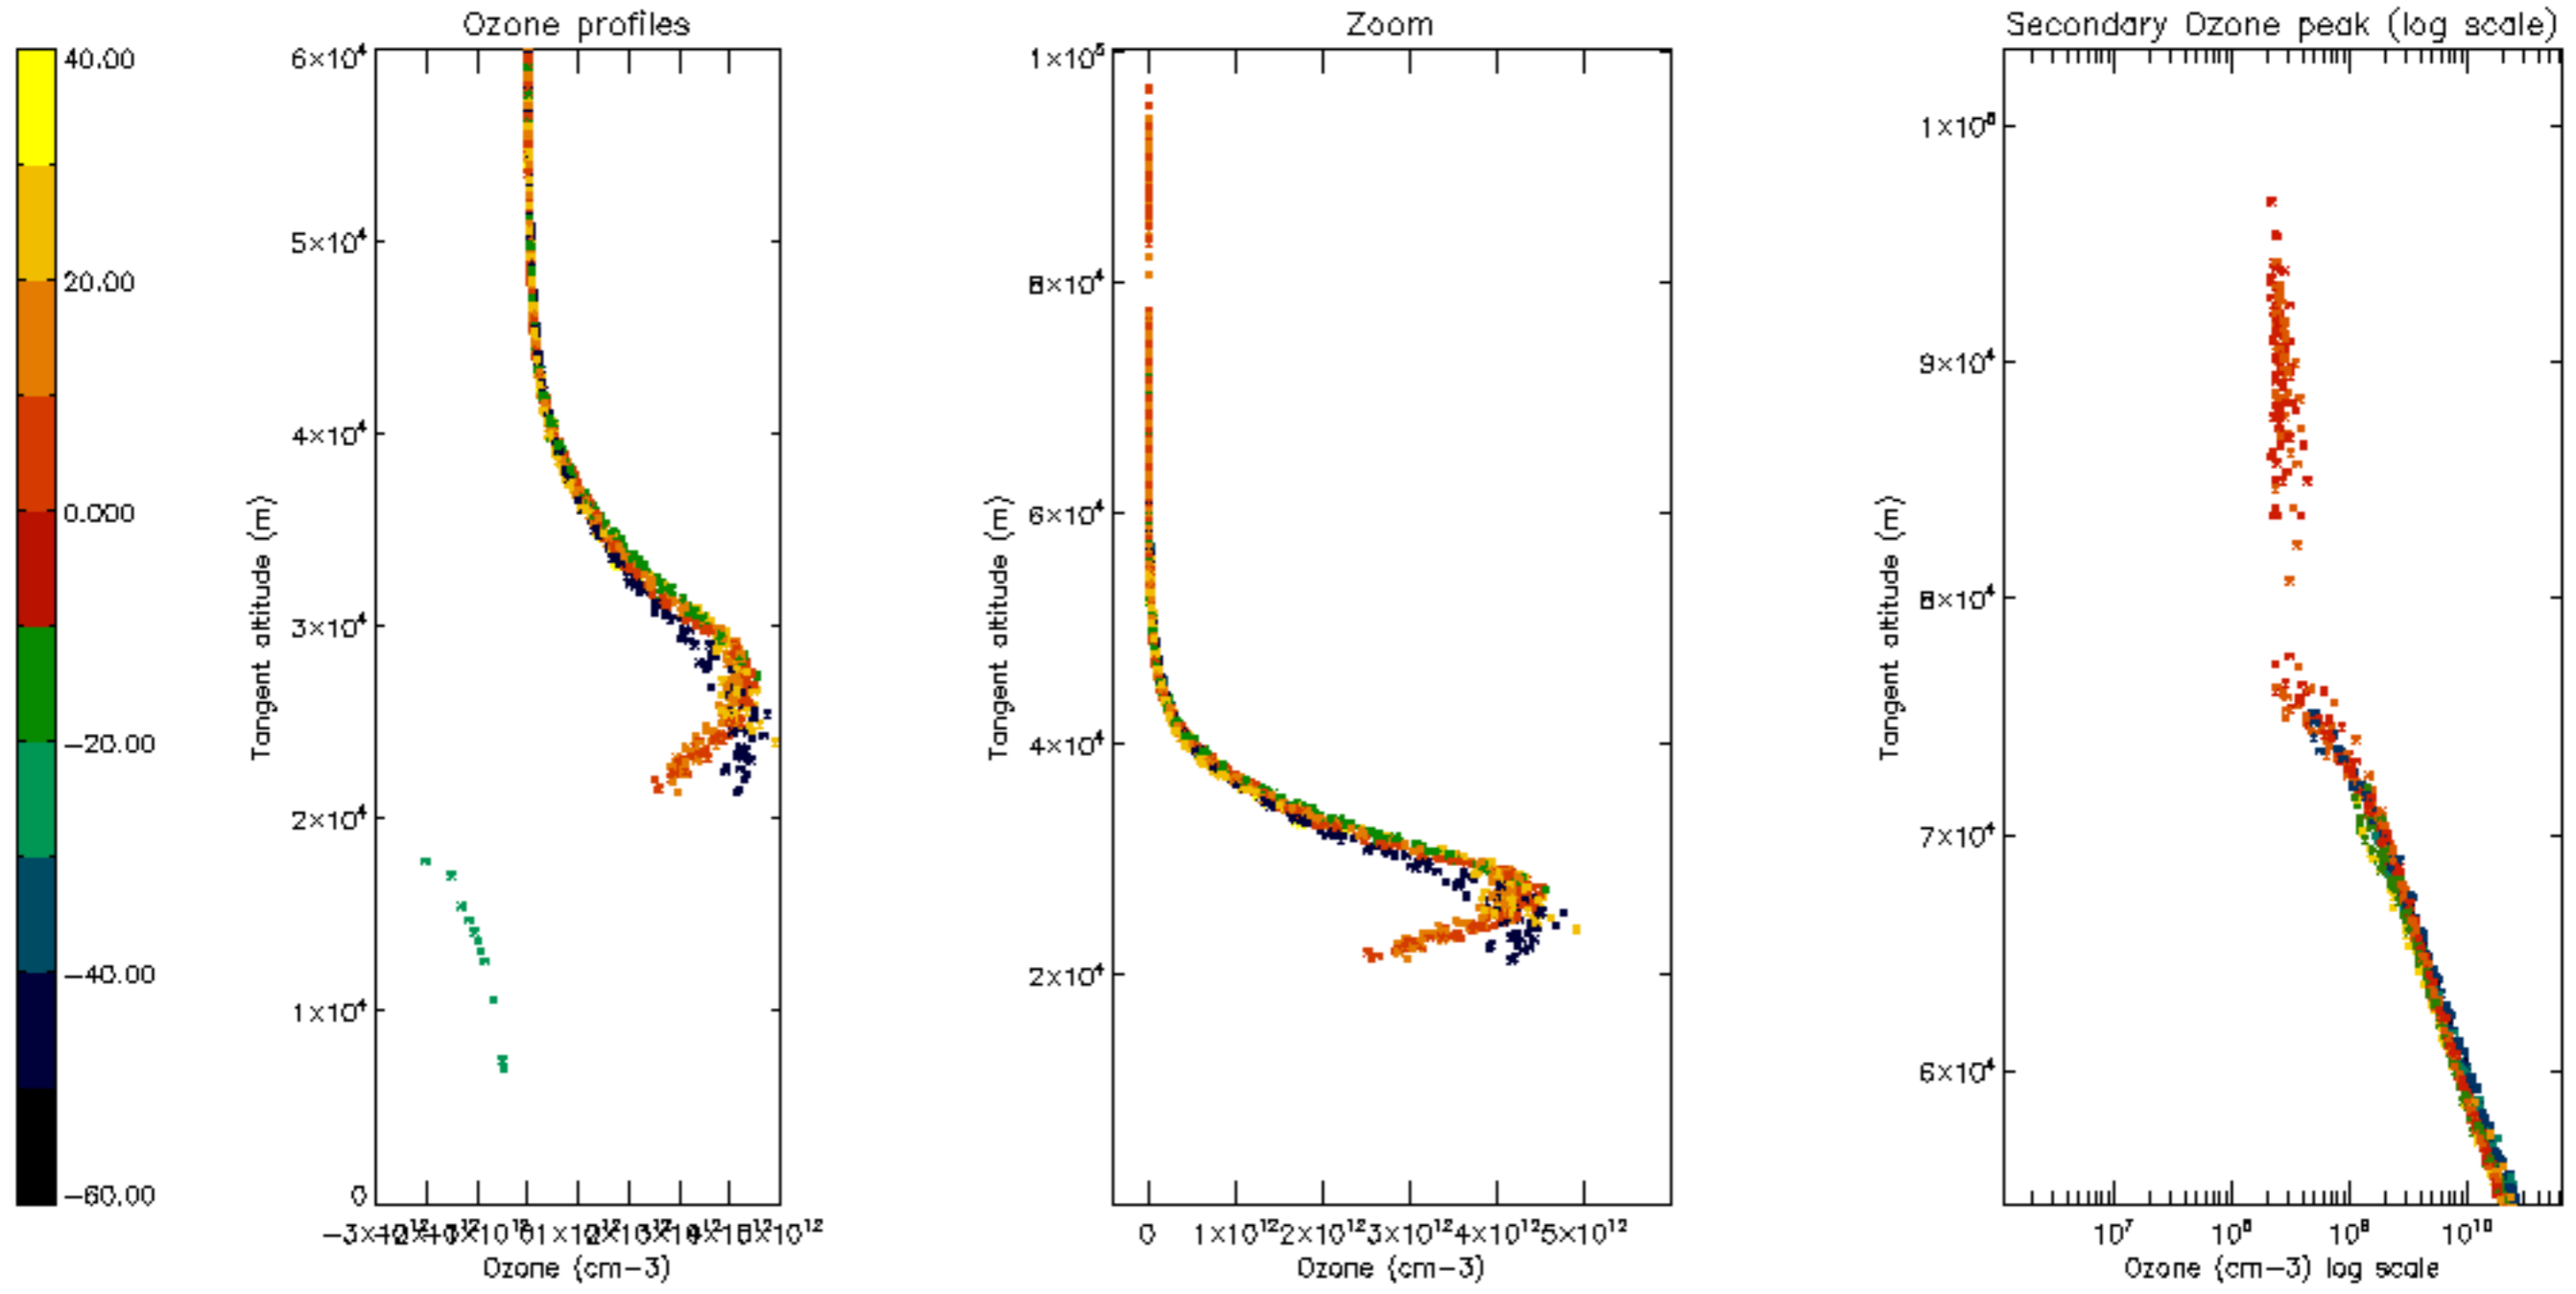 Ozone profiles
Zoom
Secondary Ozone peak (log scale)
40.00
20.00
0.000
−20.00
−40.00
−60.00
6×10⁴
5×10⁴
4×10⁴
3×10⁴
2×10⁴
1×10⁴
0
Tangent altitude (m)
Ozone (cm−3)
1×10⁵
8×10⁴
6×10⁴
4×10⁴
2×10⁴
Tangent altitude (m)
0 1×10¹² 2×10¹² 3×10¹² 4×10¹² 5×10¹²
Ozone (cm−3)
1×10⁵
9×10⁴
8×10⁴
7×10⁴
6×10⁴
Tangent altitude (m)
10⁷ 10⁸ 10⁹ 10¹⁰
Ozone (cm−3) log scale